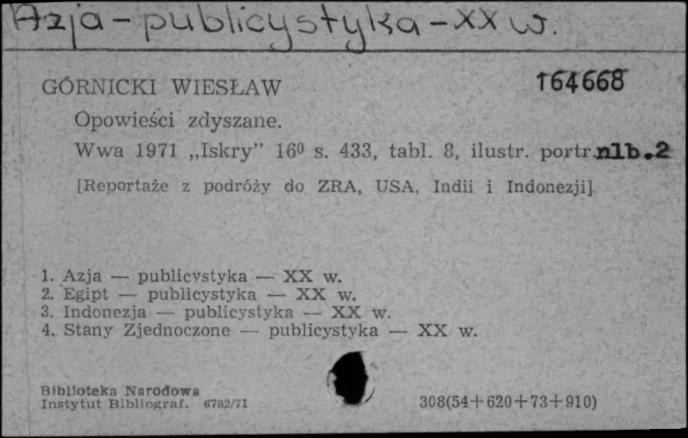 Azja - publicystyka - XX w.
GÓRNICKI WIESŁAW 164668
Opowieści zdyszane.
Wwa 1971 „Iskry” 16⁰ s. 433, tabl. 8, ilustr. portr. nlb.2
[Reportaże z podróży do ZRA, USA, Indii i Indonezji]
1. Azja — publicystyka — XX w.
2. Egipt — publicystyka — XX w.
3. Indonezja — publicystyka — XX w.
4. Stany Zjednoczone — publicystyka — XX w.
Biblioteka Narodowa
Instytut Bibliograf. 6782/71 308(54+620+73+910)